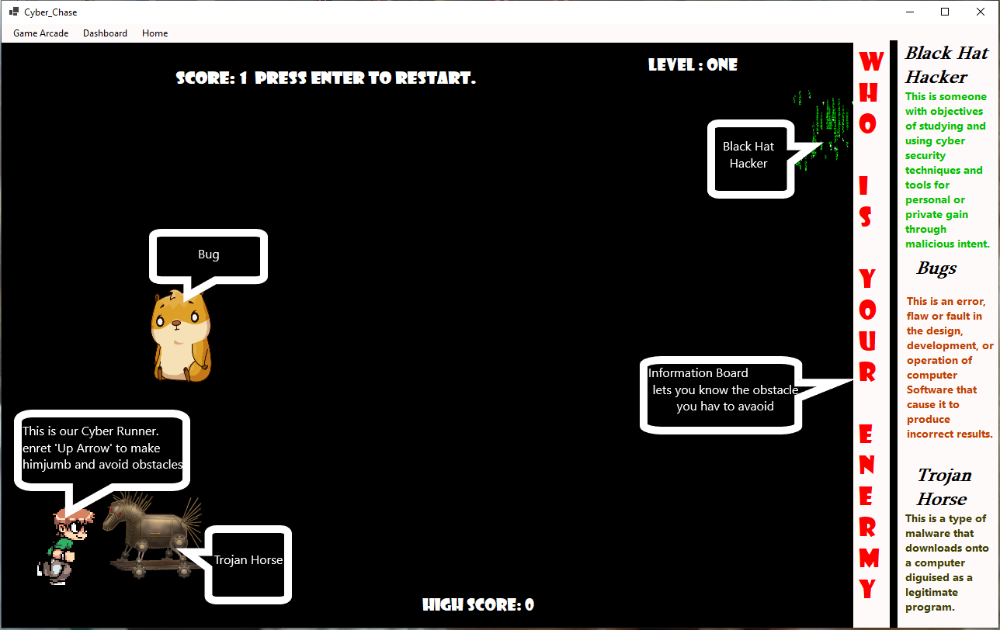 Cyber_Chase
Game Arcade Dashboard Home
SCORE: 1 PRESS ENTER TO RESTART.
LEVEL : ONE
Black Hat
Hacker
Bug
Information Board
lets you know the obstacle
you hav to avaoid
This is our Cyber Runner.
enret 'Up Arrow' to make
himjumb and avoid obstacles
Trojan Horse
HIGH SCORE: 0
W
H
O
I
S
Y
O
U
R
E
N
E
R
M
Y
Black Hat
Hacker
This is someone
with objectives
of studying and
using cyber
security
techniques and
tools for
personal or
private gain
through
malicious intent.
Bugs
This is an error,
flaw or fault in
the design,
development, or
operation of
computer
Software that
cause it to
produce
incorrect results.
Trojan
Horse
This is a type of
malware that
downloads onto
a computer
diguised as a
legitimate
program.